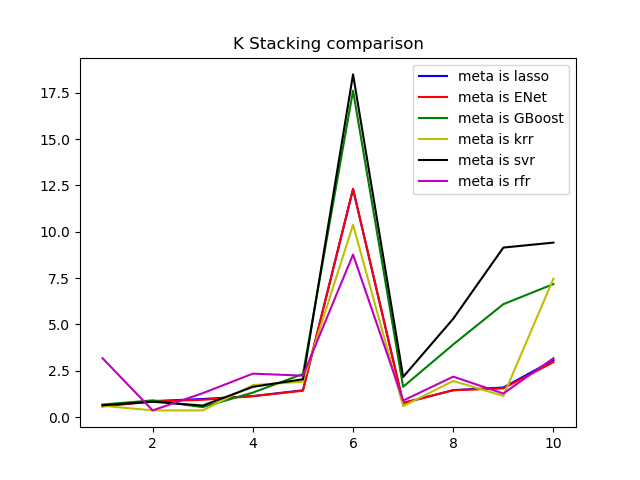 K Stacking comparison
17.5
15.0
12.5
10.0
7.5
5.0
2.5
0.0
2
4
6
8
10
meta is lasso
meta is ENet
meta is GBoost
meta is krr
meta is svr
meta is rfr